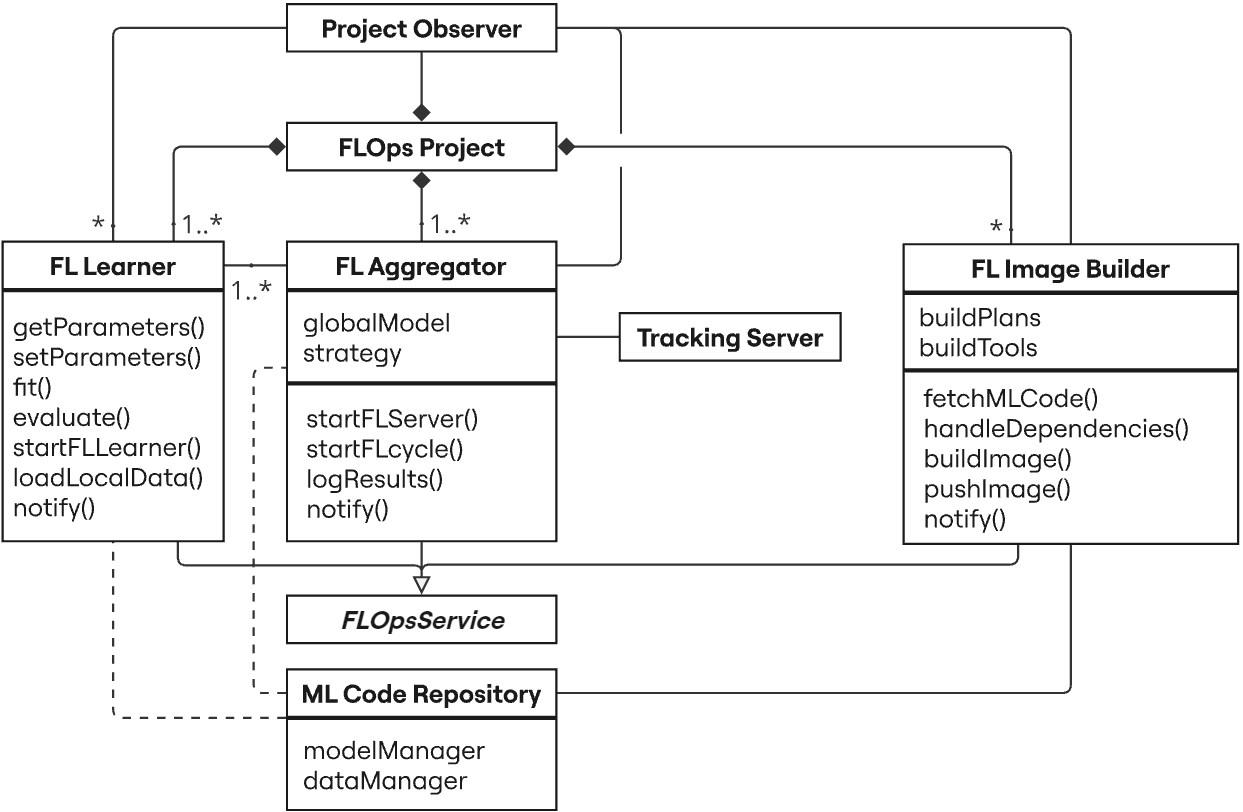 Project Observer
FLOps Project
* 1..* 1..* *
FL Learner
1..*
getParameters()
setParameters()
fit()
evaluate()
startFLLearner()
loadLocalData()
notify()
FL Aggregator
globalModel
strategy
startFLServer()
startFLcycle()
logResults()
notify()
Tracking Server
FL Image Builder
buildPlans
buildTools
fetchMLCode()
handleDependencies()
buildImage()
pushImage()
notify()
FLOpsService
ML Code Repository
modelManager
dataManager